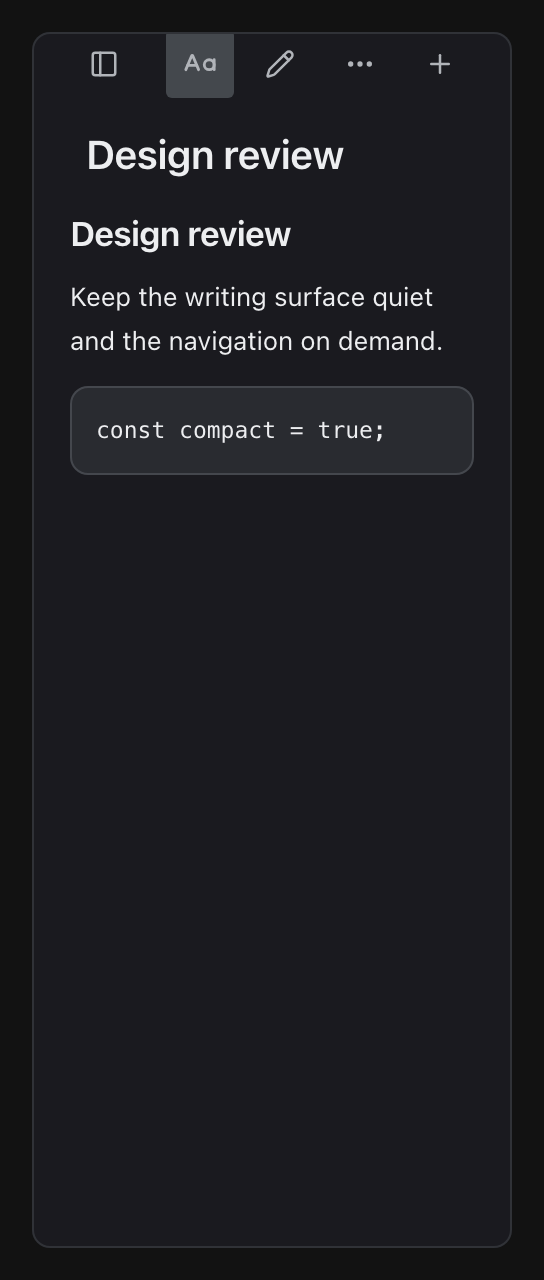 Aa
Design review
Design review
Keep the writing surface quiet
and the navigation on demand.
const compact = true;